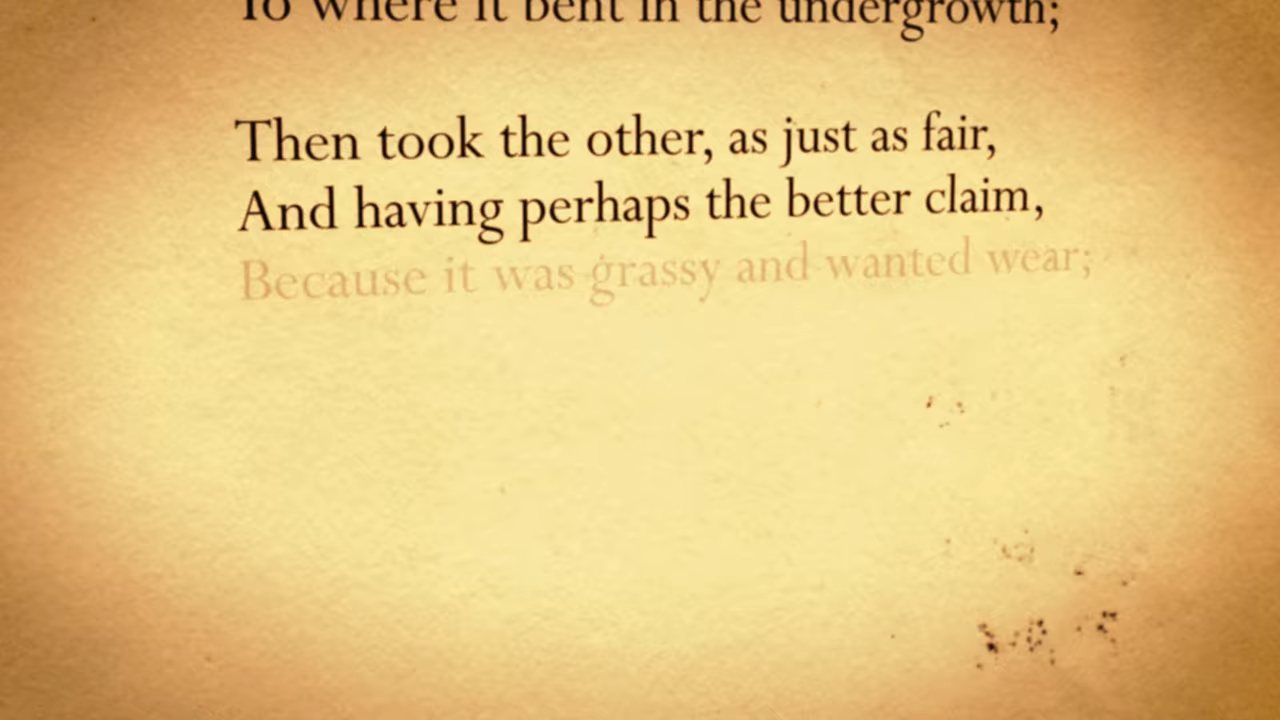 To where it bent in the undergrowth;
Then took the other, as just as fair,
And having perhaps the better claim,
Because it was grassy and wanted wear;